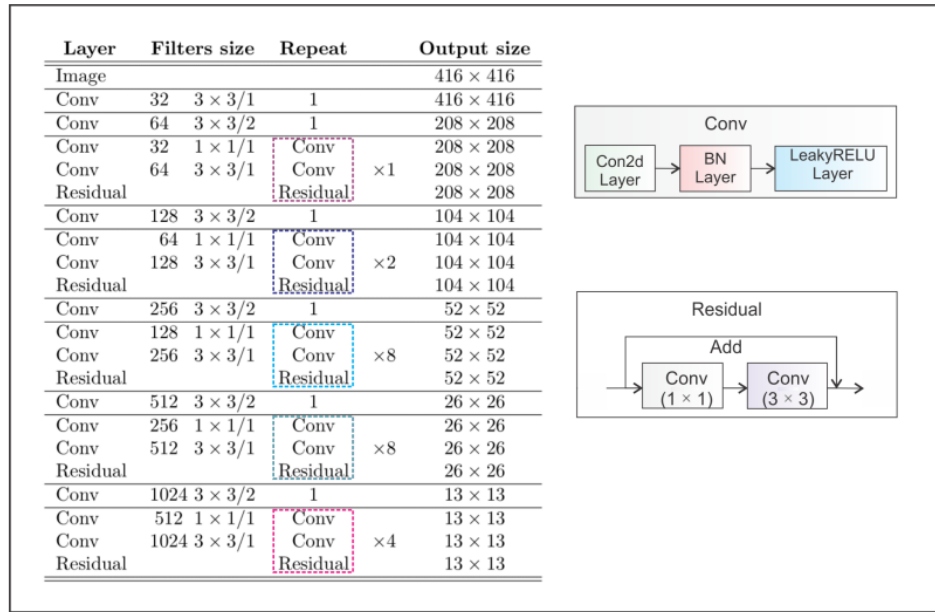 Layer Filters size Repeat Output size
Image 416 × 416
Conv 32 3 × 3/1 1 416 × 416
Conv 64 3 × 3/2 1 208 × 208
Conv 32 1 × 1/1 Conv 208 × 208
Conv 64 3 × 3/1 Conv ×1 208 × 208
Residual Residual 208 × 208
Conv 128 3 × 3/2 1 104 × 104
Conv 64 1 × 1/1 Conv 104 × 104
Conv 128 3 × 3/1 Conv ×2 104 × 104
Residual Residual 104 × 104
Conv 256 3 × 3/2 1 52 × 52
Conv 128 1 × 1/1 Conv 52 × 52
Conv 256 3 × 3/1 Conv ×8 52 × 52
Residual Residual 52 × 52
Conv 512 3 × 3/2 1 26 × 26
Conv 256 1 × 1/1 Conv 26 × 26
Conv 512 3 × 3/1 Conv ×8 26 × 26
Residual Residual 26 × 26
Conv 1024 3 × 3/2 1 13 × 13
Conv 512 1 × 1/1 Conv 13 × 13
Conv 1024 3 × 3/1 Conv ×4 13 × 13
Residual Residual 13 × 13
Conv
Con2d
Layer
BN
Layer
LeakyRELU
Layer
Residual
Add
Conv
(1 × 1)
Conv
(3 × 3)